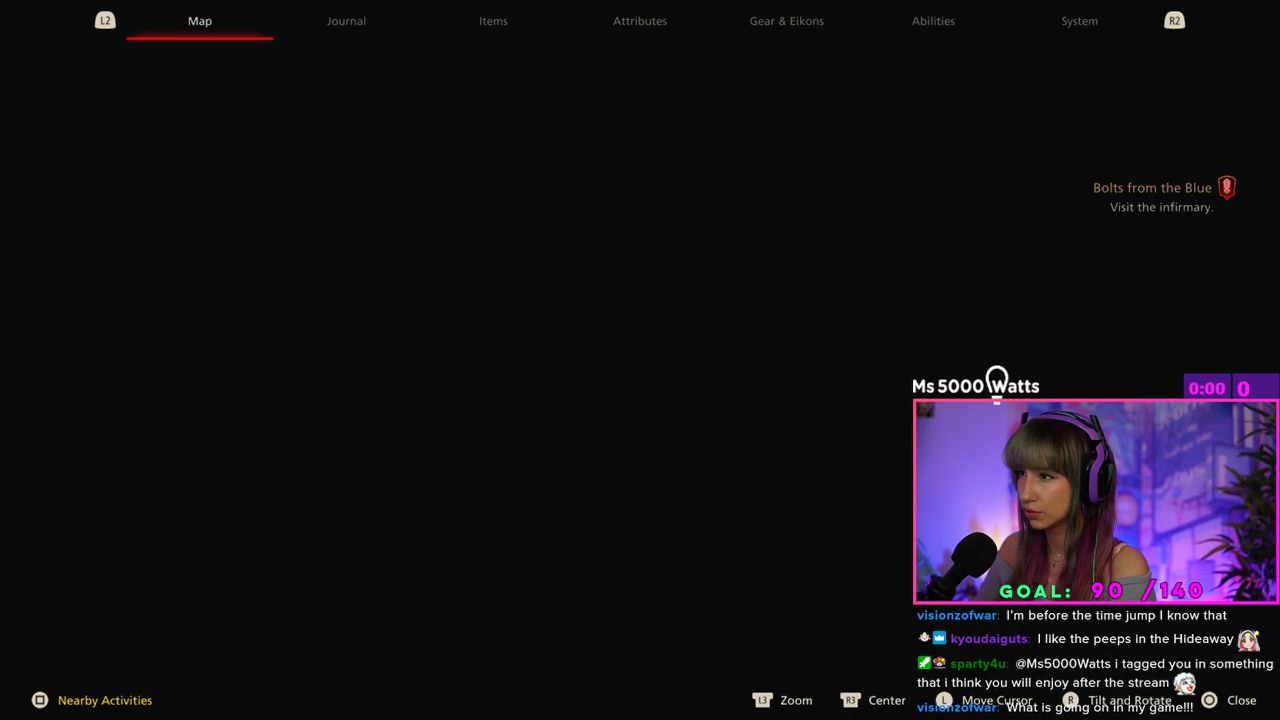 L2 Map Journal Items Attributes Gear & Eikons Abilities System R2
Bolts from the Blue
Visit the infirmary.
Ms 5000 Watts
0:00 0
GOAL: 90 /140
visionzofwar: I'm before the time jump I know that
kyoudaiguts: I like the peeps in the Hideaway
sparty4u: @Ms5000Watts i tagged you in something
that i think you will enjoy after the stream
Nearby Activities L3 Zoom R3 Center L Move Cursor R Tilt and Rotate Close
visionzofwar: What is going on in my game!!!